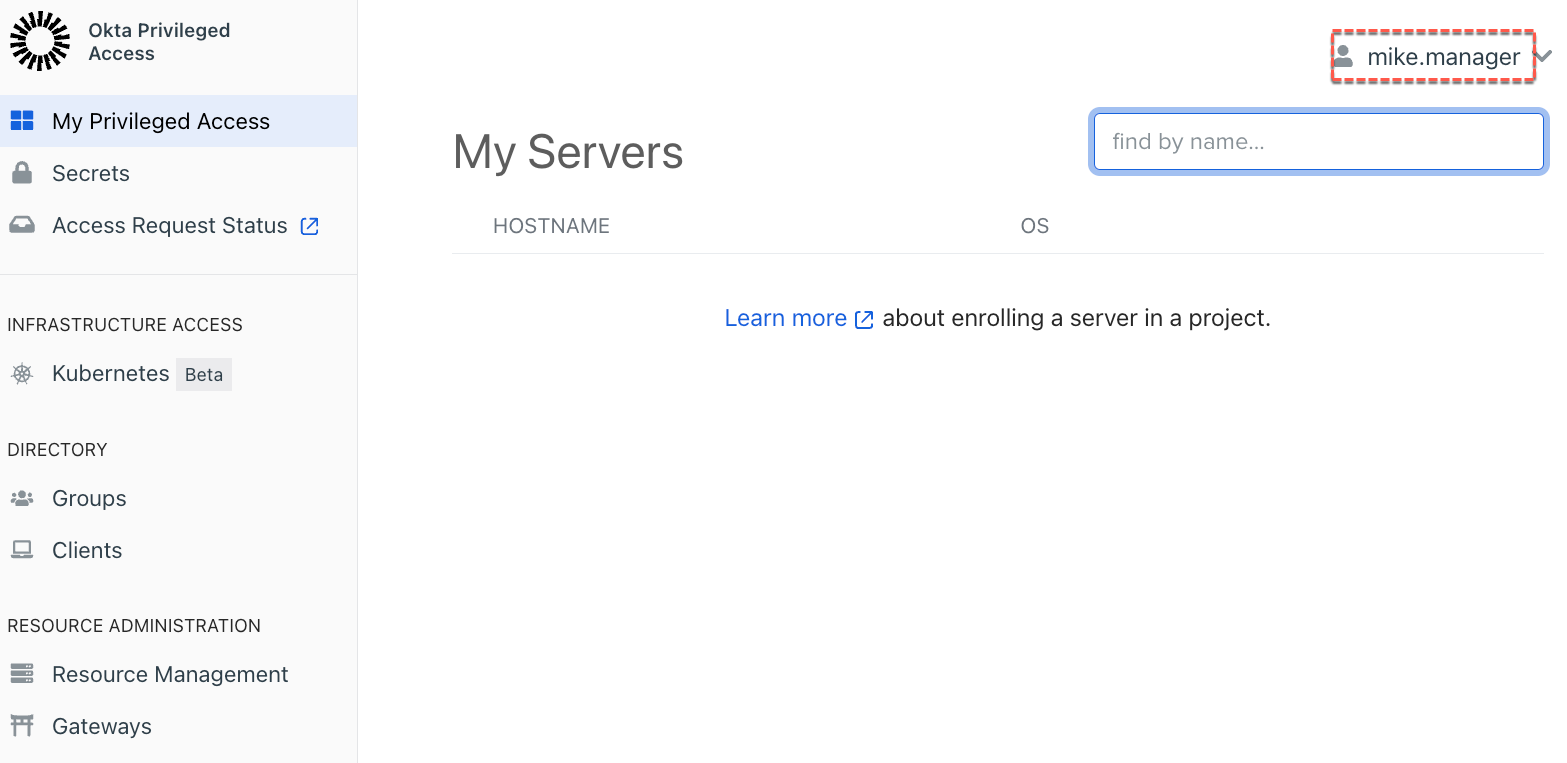 Okta Privileged
Access
My Privileged Access
Secrets
Access Request Status
INFRASTRUCTURE ACCESS
Kubernetes Beta
DIRECTORY
Groups
Clients
RESOURCE ADMINISTRATION
Resource Management
Gateways
mike.manager
My Servers
find by name...
HOSTNAME OS
Learn more about enrolling a server in a project.